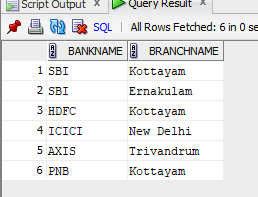 Script Output × Query Result ×
SQL | All Rows Fetched: 6 in 0 se
BANKNAME BRANCHNAME
1 SBI Kottayam
2 SBI Ernakulam
3 HDFC Kottayam
4 ICICI New Delhi
5 AXIS Trivandrum
6 PNB Kottayam